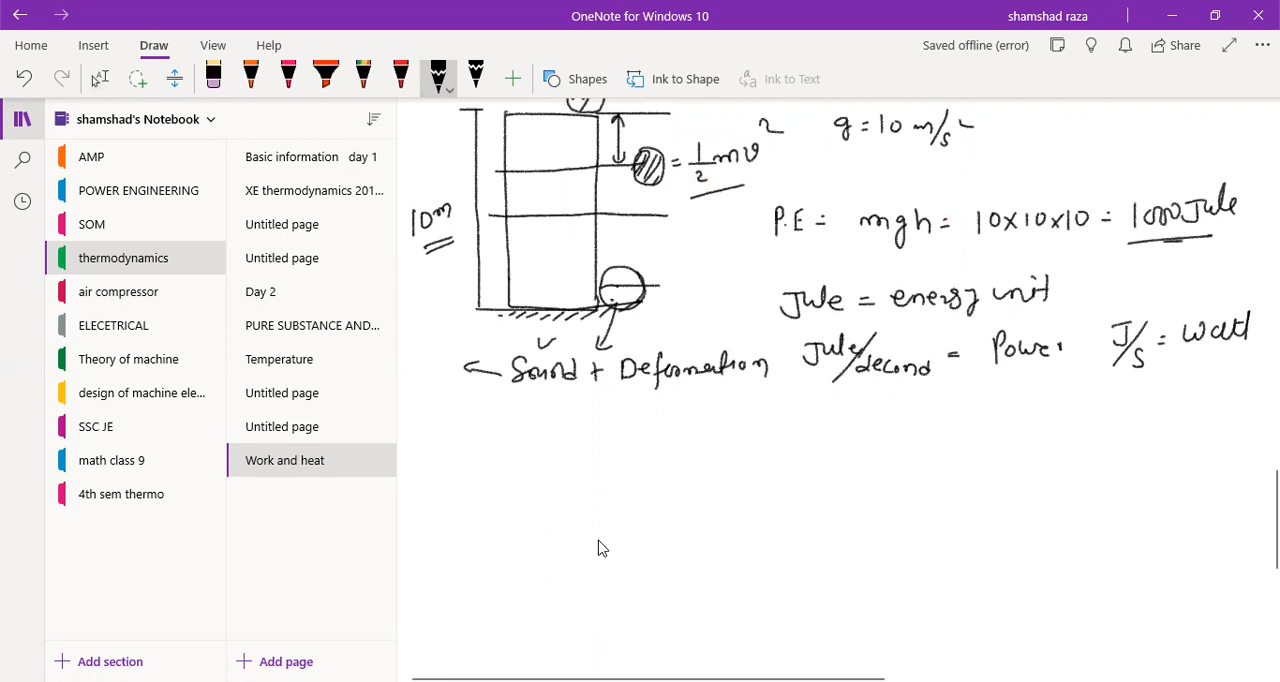 OneNote for Windows 10
shamshad raza
Home
Insert
Draw
View
Help
Saved offline (error)
Share
Shapes
Ink to Shape
Ink to Text
shamshad's Notebook
AMP
POWER ENGINEERING
SOM
thermodynamics
air compressor
ELECETRICAL
Theory of machine
design of machine ele...
SSC JE
math class 9
4th sem thermo
Add section
Basic information day 1
XE thermodynamics 201...
Untitled page
Untitled page
Day 2
PURE SUBSTANCE AND...
Temperature
Untitled page
Untitled page
Work and heat
Add page
g = 10 m/s²
= 1/2 mv²
10m
P.E = mgh = 10x10x10 = 1000 Jule
Jule = energy unit
Jule/second = Power J/s = watt
Sound + Deformation